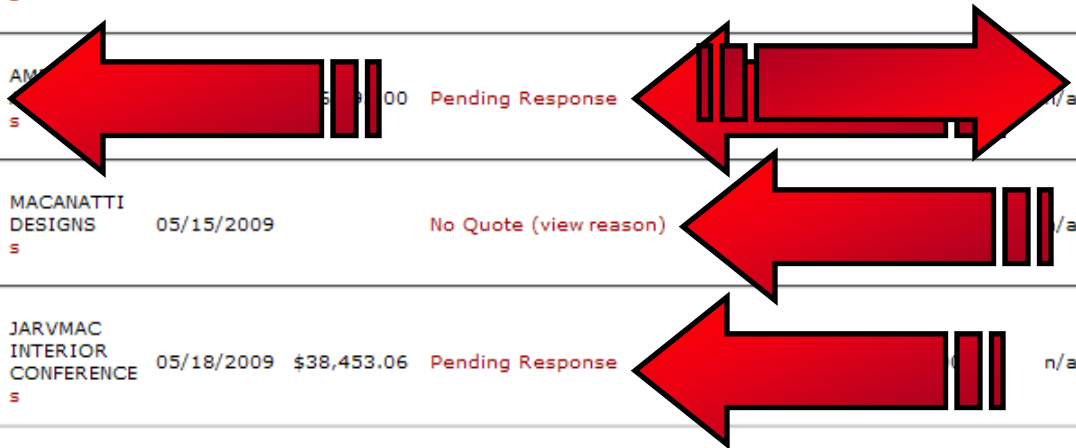 Pending Response
s
MACANATTI
DESIGNS 05/15/2009 No Quote (view reason)
s
JARVMAC
INTERIOR
CONFERENCE 05/18/2009 $38,453.06 Pending Response n/a
s